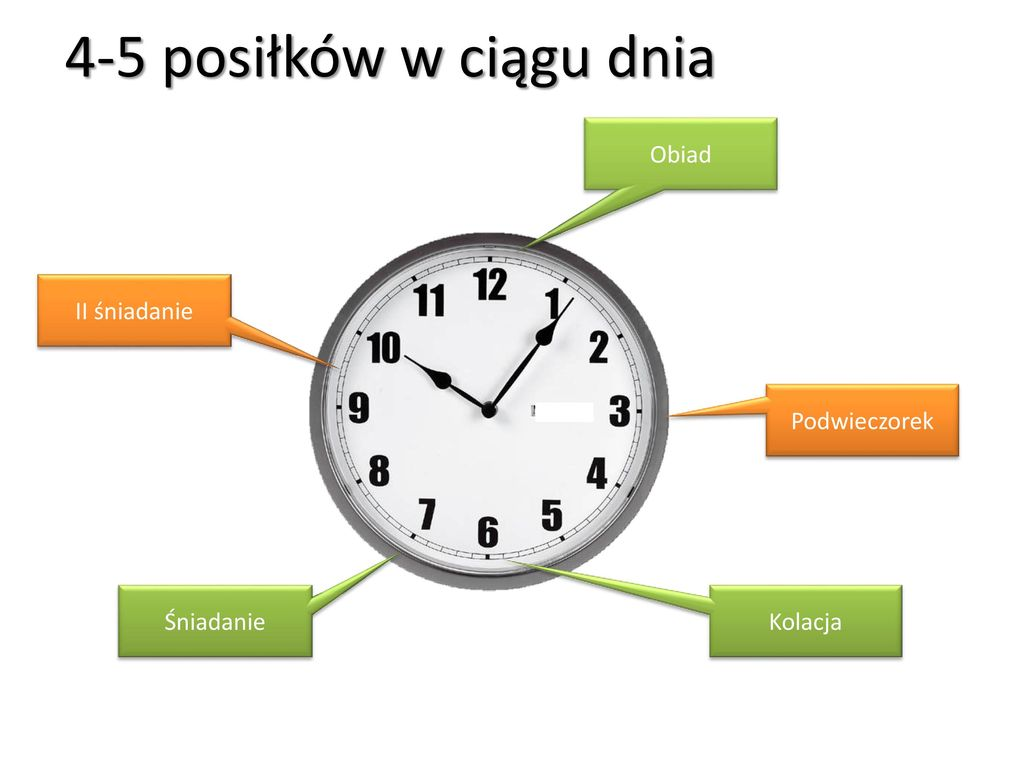 4-5 posiłków w ciągu dnia
Obiad
II śniadanie
Podwieczorek
Śniadanie
Kolacja
12
1
2
3
4
5
6
7
8
9
10
11